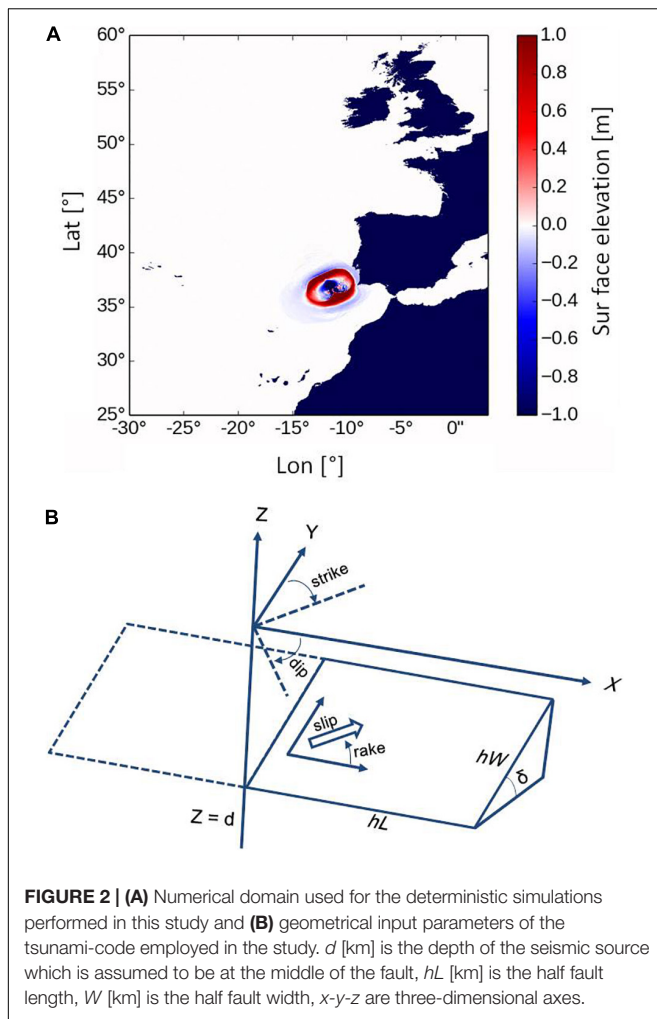 A
60°
55°
50°
45°
40°
35°
30°
25°
Lat [°]
-30°
-25°
-20°
-15°
-10°
-5°
0"
Lon [°]
1.0
0.8
0.6
0.4
0.2
0.0
−0.2
−0.4
−0.6
−0.8
−1.0
Sur face elevation [m]
B
Z
Y
strike
dip
X
slip
rake
hW
δ
Z = d
hL
FIGURE 2 | (A) Numerical domain used for the deterministic simulations
performed in this study and (B) geometrical input parameters of the
tsunami-code employed in the study. d [km] is the depth of the seismic source
which is assumed to be at the middle of the fault, hL [km] is the half fault
length, W [km] is the half fault width, x-y-z are three-dimensional axes.